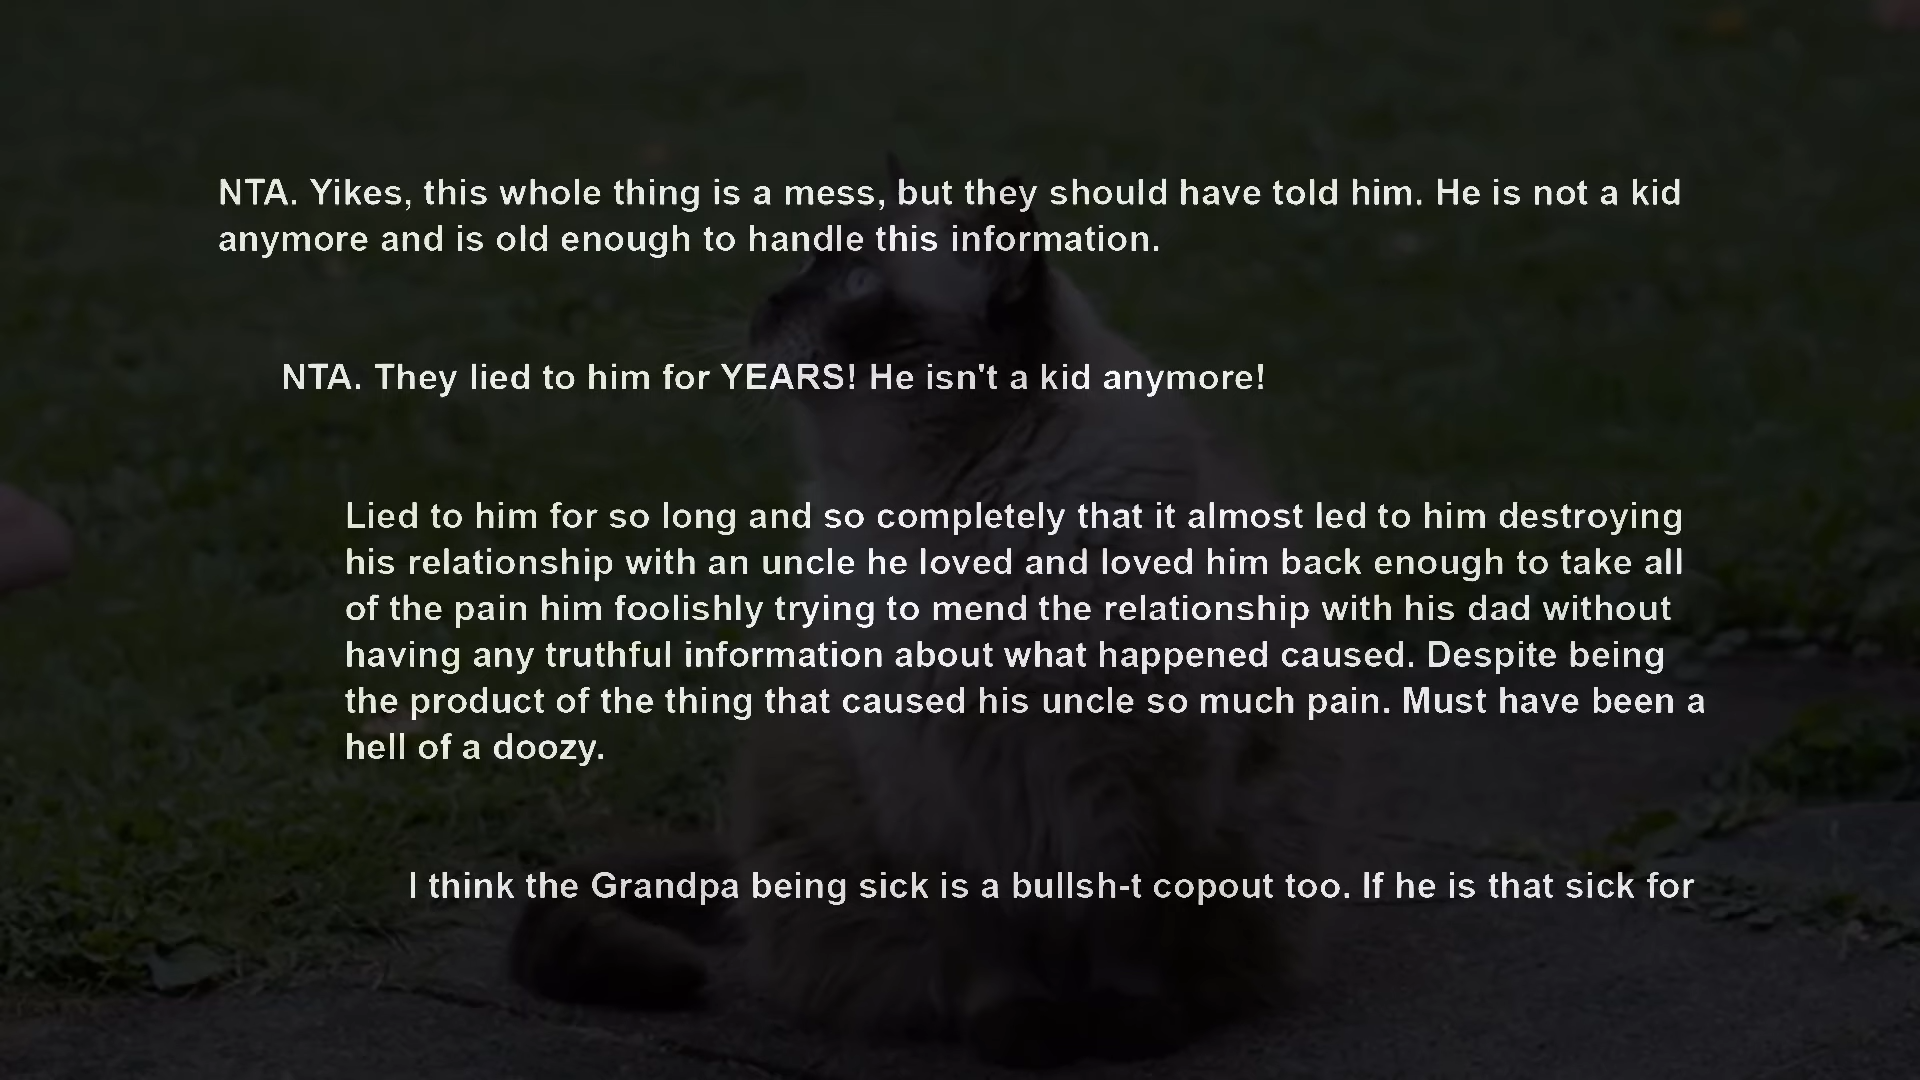 NTA. Yikes, this whole thing is a mess, but they should have told him. He is not a kid
anymore and is old enough to handle this information.
NTA. They lied to him for YEARS! He isn't a kid anymore!
Lied to him for so long and so completely that it almost led to him destroying
his relationship with an uncle he loved and loved him back enough to take all
of the pain him foolishly trying to mend the relationship with his dad without
having any truthful information about what happened caused. Despite being
the product of the thing that caused his uncle so much pain. Must have been a
hell of a doozy.
I think the Grandpa being sick is a bullsh-t copout too. If he is that sick for